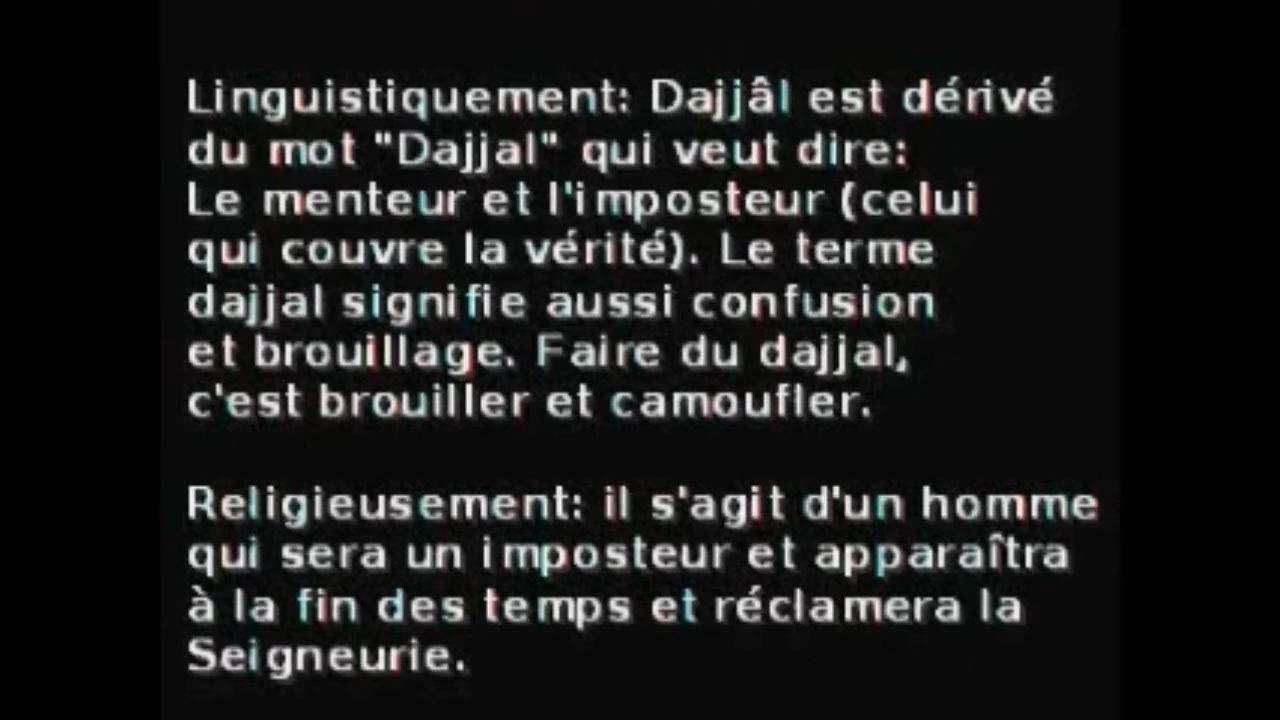 Linguistiquement: Dajjâl est dérivé
du mot "Dajjal" qui veut dire:
Le menteur et l'imposteur (celui
qui couvre la vérité). Le terme
dajjal signifie aussi confusion
et brouillage. Faire du dajjal,
c'est brouiller et camoufler.
Religieusement: il s'agit d'un homme
qui sera un imposteur et apparaîtra
à la fin des temps et réclamera la
Seigneurie.